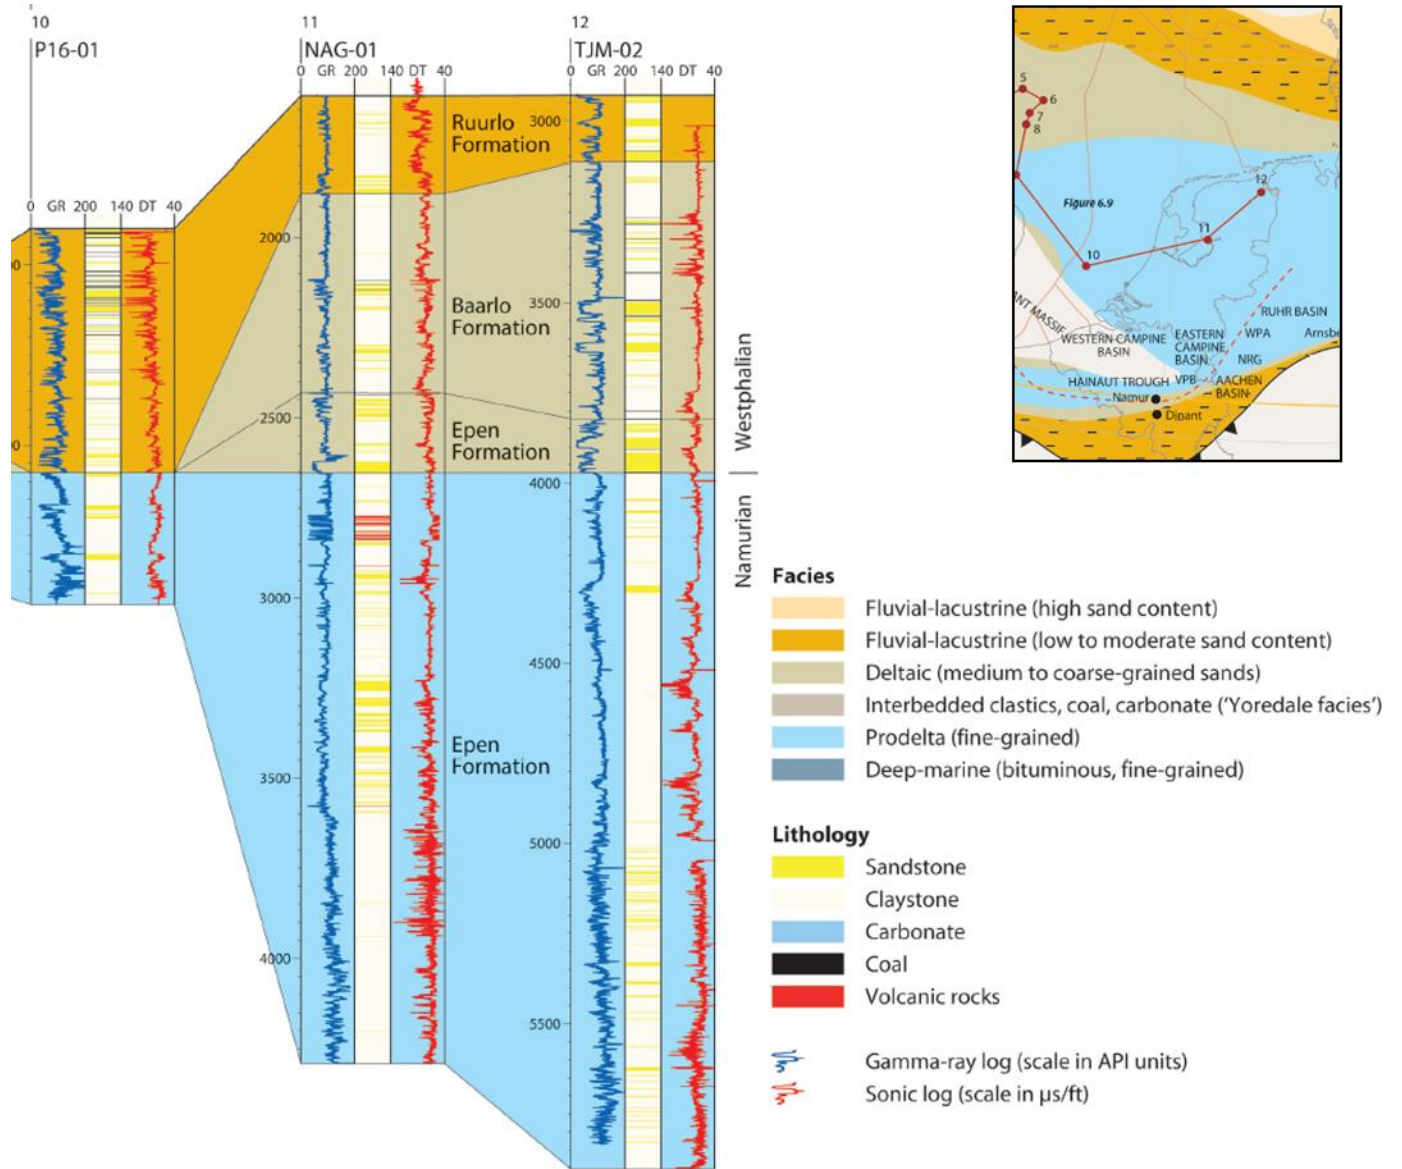 10
P16-01
0 GR 200 140 DT 40
11
NAG-01
0 GR 200 140 DT 40
2000
2500
3000
3500
4000
12
TJM-02
0 GR 200 140 DT 40
3000
3500
4000
4500
5000
5500
Ruurlo
Formation
Baarlo
Formation
Epen
Formation
Epen
Formation
Westphalian
Namurian
5
6
7
8
12
Figure 6.9
11
10
ANT MASSIF
RUHR BASIN
WESTERN CAMPINE
BASIN
EASTERN
CAMPINE
BASIN
WPA
Arnsbe
NRG
HAINAUT TROUGH
VPB
AACHEN
BASIN
Namur
Dinant
Facies
Fluvial-lacustrine (high sand content)
Fluvial-lacustrine (low to moderate sand content)
Deltaic (medium to coarse-grained sands)
Interbedded clastics, coal, carbonate (‘Yoredale facies’)
Prodelta (fine-grained)
Deep-marine (bituminous, fine-grained)
Lithology
Sandstone
Claystone
Carbonate
Coal
Volcanic rocks
Gamma-ray log (scale in API units)
Sonic log (scale in µs/ft)